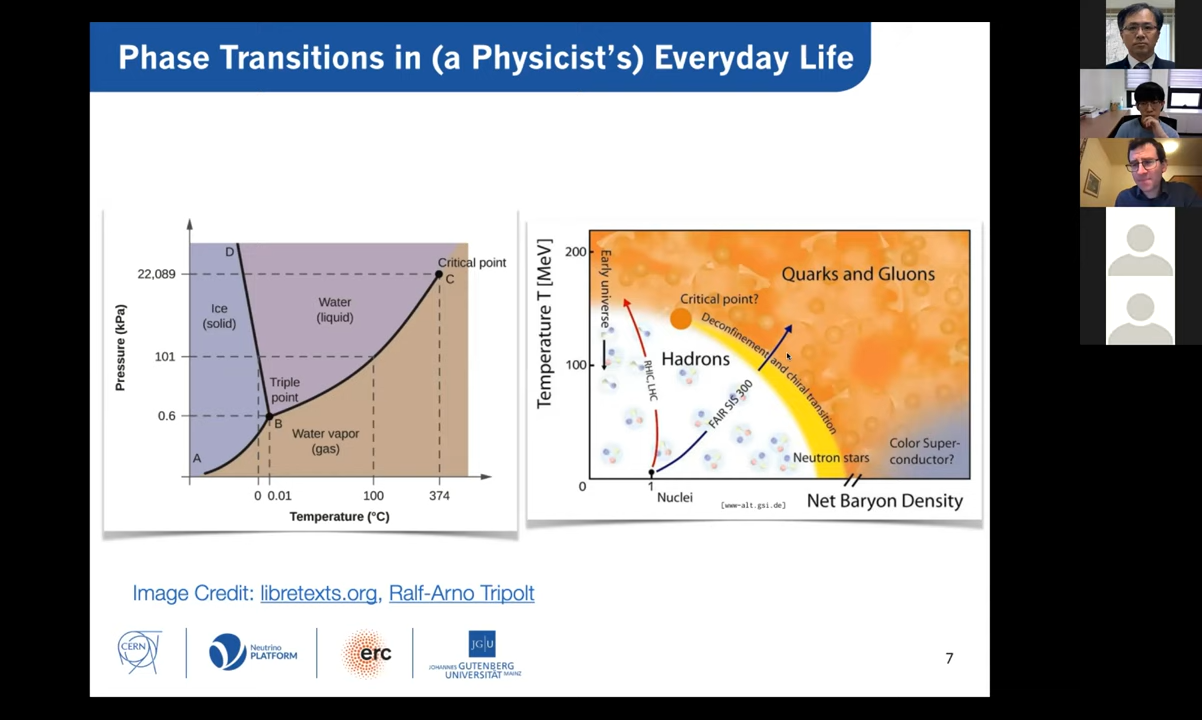 Phase Transitions in (a Physicist's) Everyday Life
Pressure (kPa)
22,089
101
0.6
D
Critical point
C
Ice
(solid)
Water
(liquid)
Triple
point
B
Water vapor
(gas)
A
0
0.01
100
374
Temperature (°C)
Temperature T [MeV]
200
100
0
Early universe
Quarks and Gluons
Critical point?
Deconfinement and chiral transition
Hadrons
RHIC, LHC
FAIR SIS 300
Color Super-
conductor?
Neutron stars
1
Nuclei
[www-alt.gsi.de]
Net Baryon Density
Image Credit: libretexts.org, Ralf-Arno Tripolt
CERN
Neutrino
PLATFORM
erc
JG|U
JOHANNES GUTENBERG
UNIVERSITÄT MAINZ
7